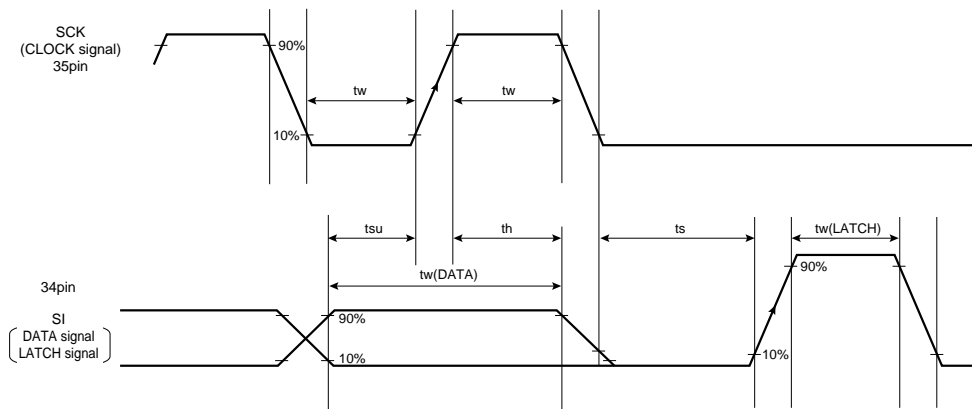 SCK
(CLOCK signal)
35pin
90%
10%
tw
tw
tsu
th
ts
tw(LATCH)
tw(DATA)
34pin
SI
DATA signal
LATCH signal
90%
10%
90%
10%